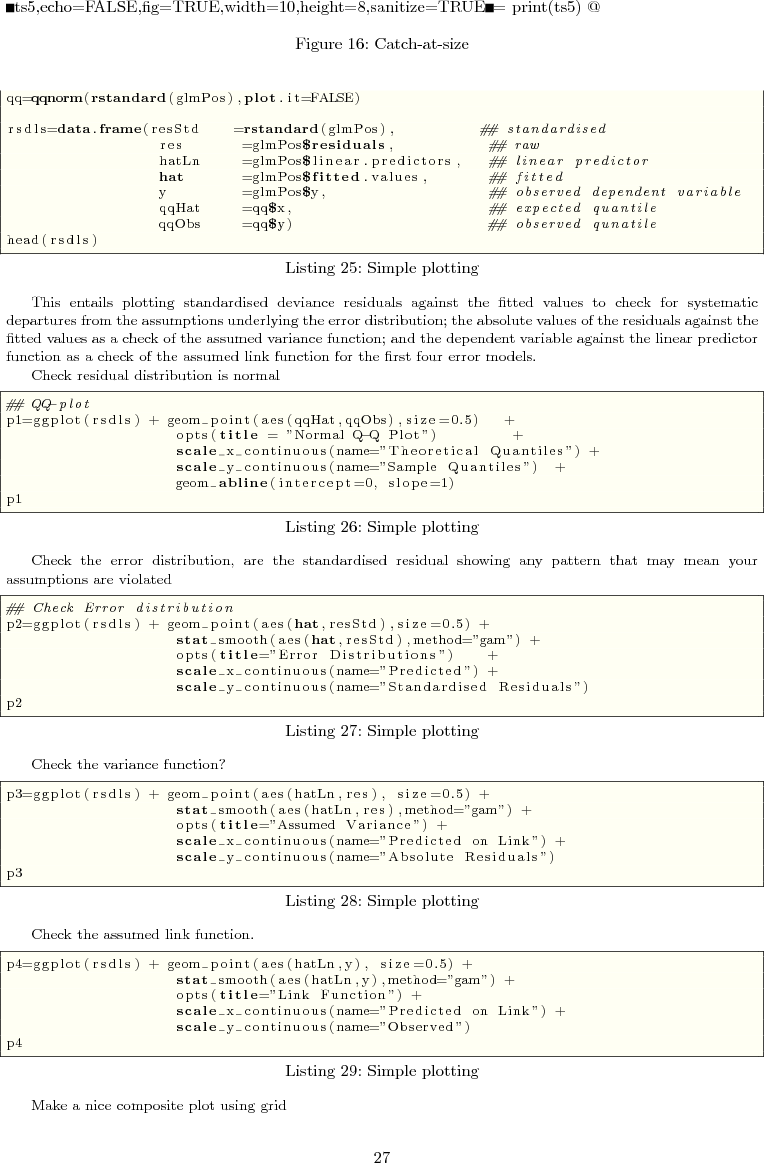 ■ts5,echo=FALSE,fig=TRUE,width=10,height=8,sanitize=TRUE■= print(ts5) @
Figure 16: Catch-at-size
qq=qqnorm(rstandard(glmPos),plot.it=FALSE)
rsdls=data.frame(resStd =rstandard(glmPos), ## standardised
res =glmPos$residuals, ## raw
hatLn =glmPos$linear.predictors, ## linear predictor
hat =glmPos$fitted.values, ## fitted
y =glmPos$y, ## observed dependent variable
qqHat =qq$x, ## expected quantile
qqObs =qq$y) ## observed qunatile
head(rsdls)
Listing 25: Simple plotting
This entails plotting standardised deviance residuals against the fitted values to check for systematic
departures from the assumptions underlying the error distribution; the absolute values of the residuals against the
fitted values as a check of the assumed variance function; and the dependent variable against the linear predictor
function as a check of the assumed link function for the first four error models.
Check residual distribution is normal
## QQ-plot
p1=ggplot(rsdls) + geom_point(aes(qqHat,qqObs),size=0.5) +
opts(title = "Normal Q-Q Plot") +
scale_x_continuous(name="Theoretical Quantiles") +
scale_y_continuous(name="Sample Quantiles") +
geom_abline(intercept=0, slope=1)
p1
Listing 26: Simple plotting
Check the error distribution, are the standardised residual showing any pattern that may mean your
assumptions are violated
## Check Error distribution
p2=ggplot(rsdls) + geom_point(aes(hat,resStd),size=0.5) +
stat_smooth(aes(hat,resStd),method="gam") +
opts(title="Error Distributions") +
scale_x_continuous(name="Predicted") +
scale_y_continuous(name="Standardised Residuals")
p2
Listing 27: Simple plotting
Check the variance function?
p3=ggplot(rsdls) + geom_point(aes(hatLn,res), size=0.5) +
stat_smooth(aes(hatLn,res),method="gam") +
opts(title="Assumed Variance") +
scale_x_continuous(name="Predicted on Link") +
scale_y_continuous(name="Absolute Residuals")
p3
Listing 28: Simple plotting
Check the assumed link function.
p4=ggplot(rsdls) + geom_point(aes(hatLn,y), size=0.5) +
stat_smooth(aes(hatLn,y),method="gam") +
opts(title="Link Function") +
scale_x_continuous(name="Predicted on Link") +
scale_y_continuous(name="Observed")
p4
Listing 29: Simple plotting
Make a nice composite plot using grid
27